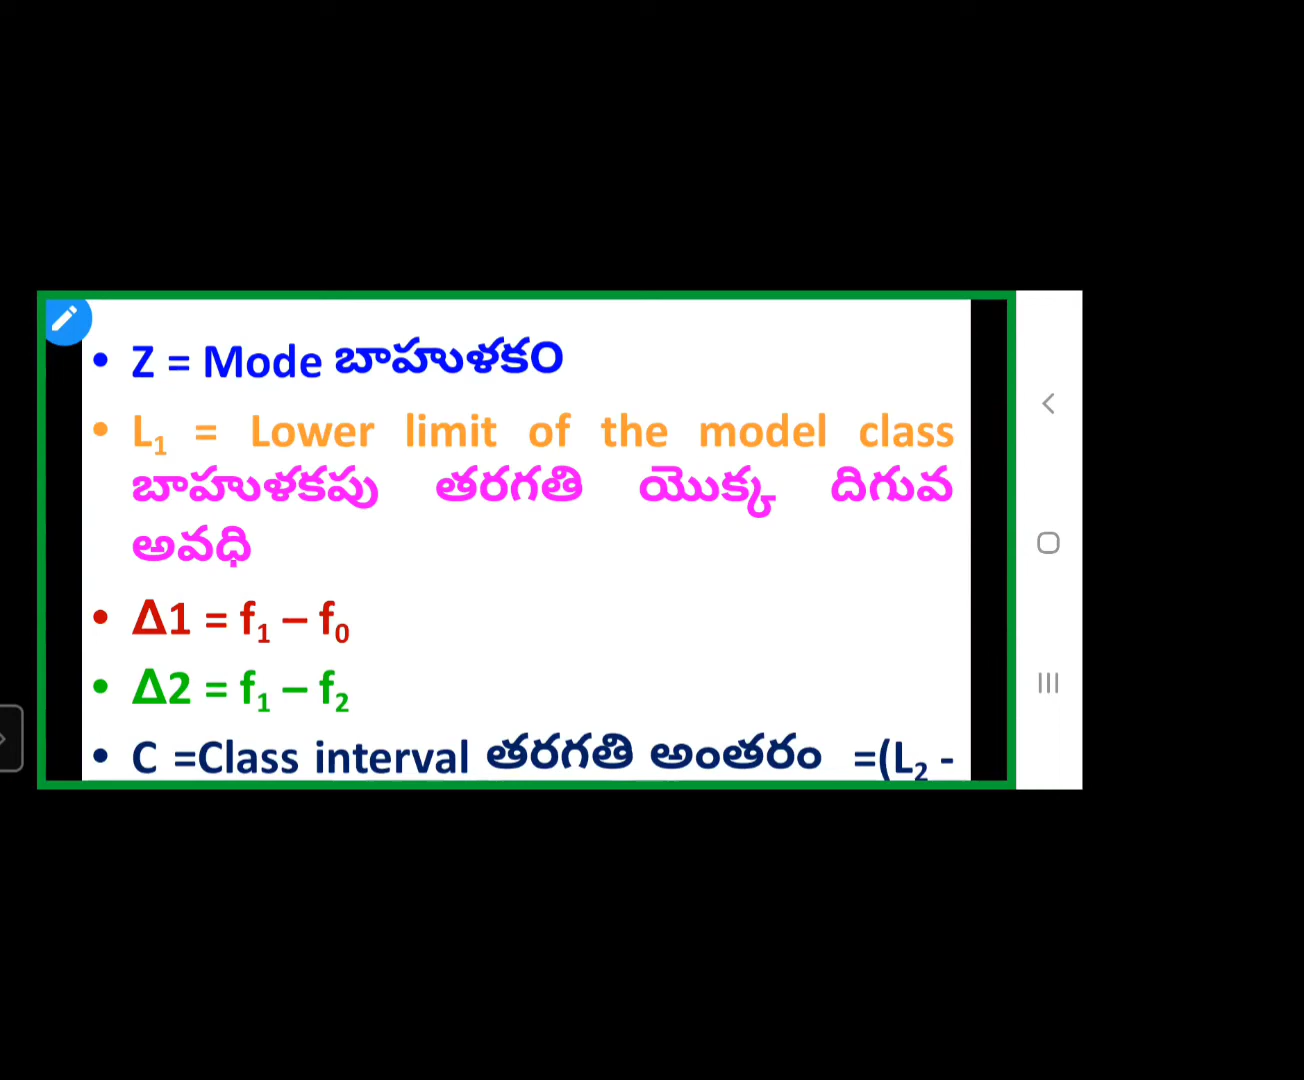 • Z = Mode బాహుళకం
• L₁ = Lower limit of the model class
బాహుళకపు తరగతి యొక్క దిగువ
అవధి
• Δ1 = f₁ – f₀
• Δ2 = f₁ – f₂
• C =Class interval తరగతి అంతరం =(L₂ -